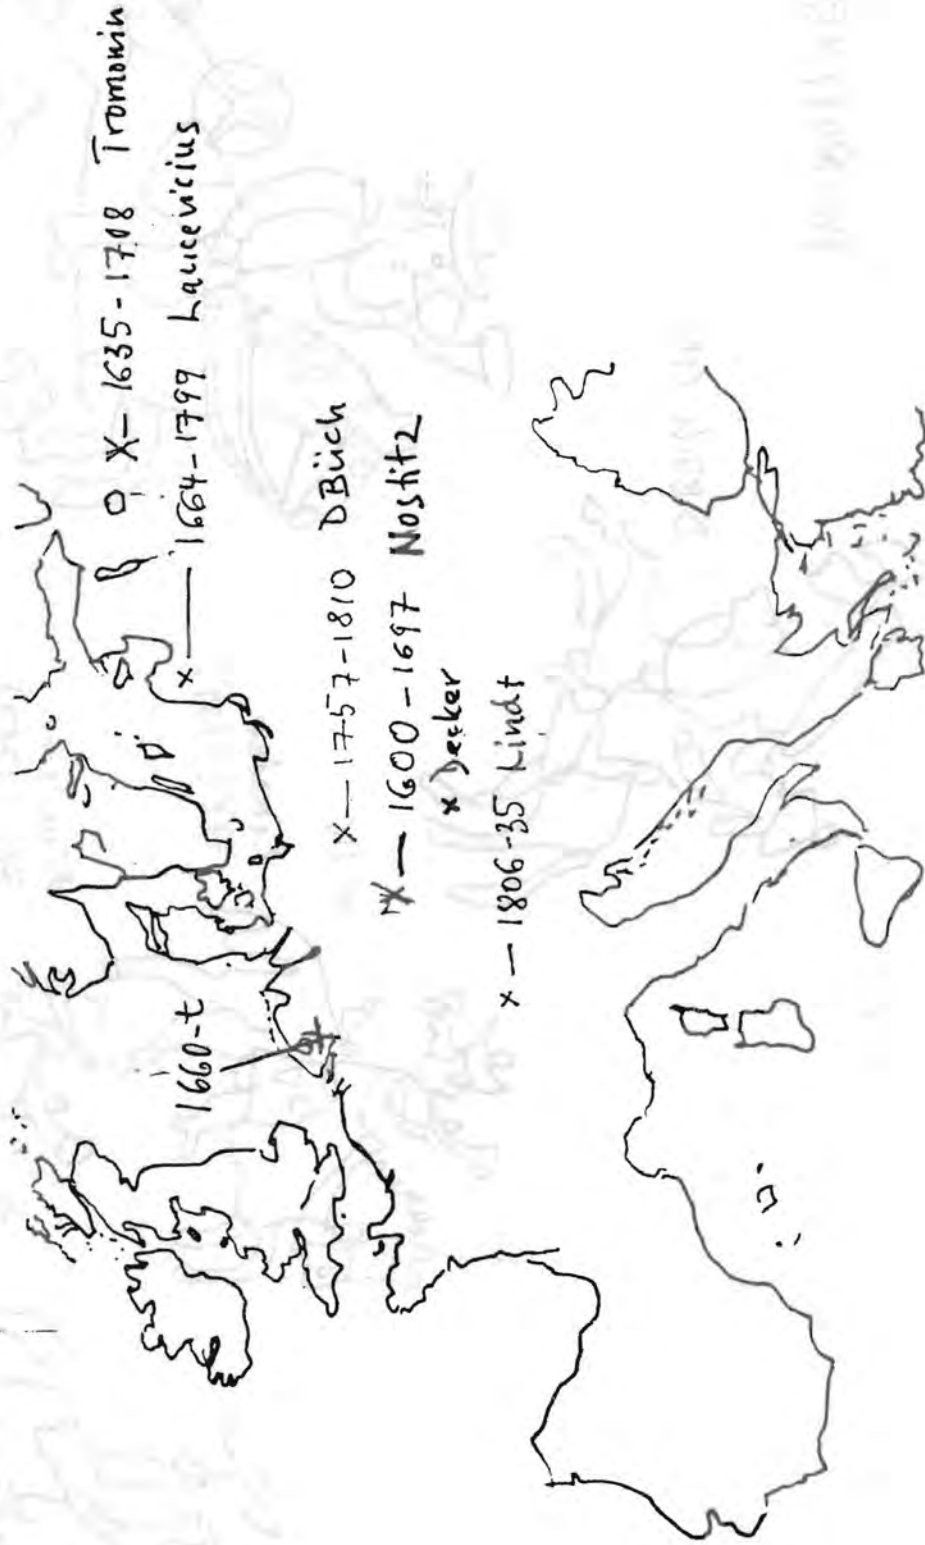 X—1635-1708 Tromonin
x—1664-1799 Laucevicius
x—1757-1810 DBüch
X—1600-1697 Nostitz
x Decker
x—1806-35 Lindt
1660-t